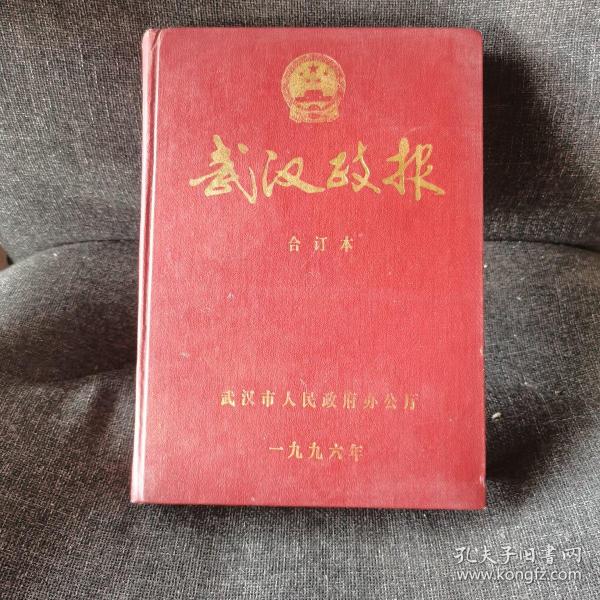 武汉政报
合订本
武汉市人民政府办公厅
一九九六年
孔夫子旧书网
www.kongfz.com